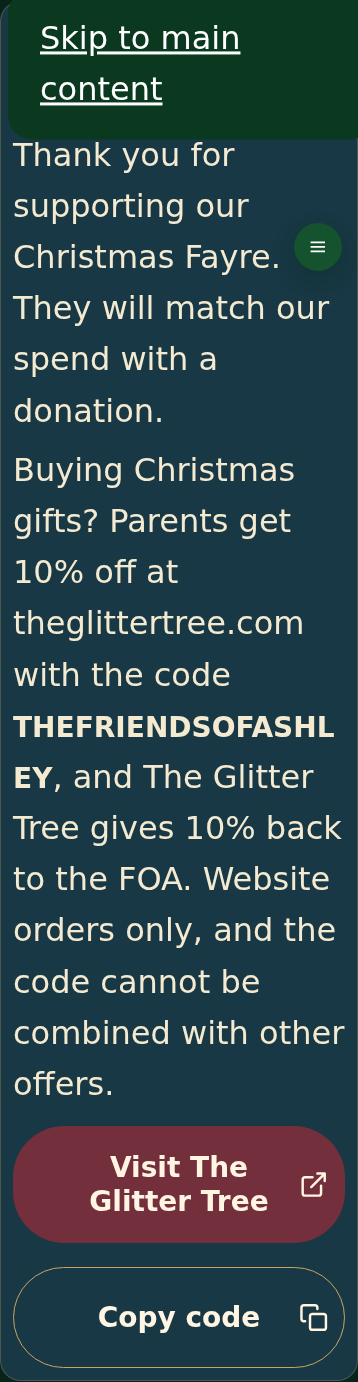 Skip to main
content
Thank you for
supporting our
Christmas Fayre.
They will match our
spend with a
donation.
Buying Christmas
gifts? Parents get
10% off at
theglittertree.com
with the code
THEFRIENDSOFASHL
EY, and The Glitter
Tree gives 10% back
to the FOA. Website
orders only, and the
code cannot be
combined with other
offers.
Visit The
Glitter Tree
Copy code